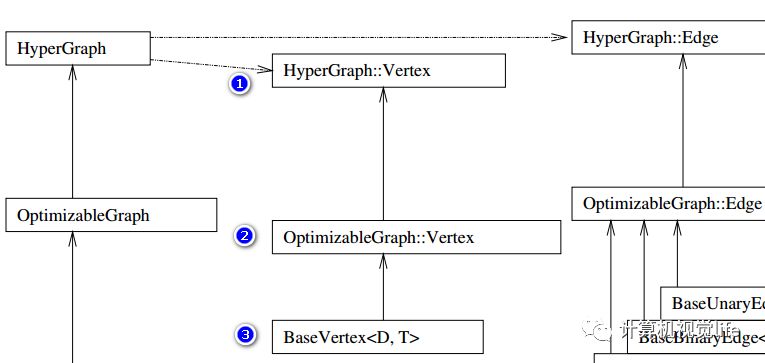 HyperGraph
HyperGraph::Edge
HyperGraph::Vertex
1
OptimizableGraph
OptimizableGraph::Edge
2
OptimizableGraph::Vertex
BaseUnaryEd
3
BaseVertex<D, T>
BaseBinaryEdge<
计算机视觉life